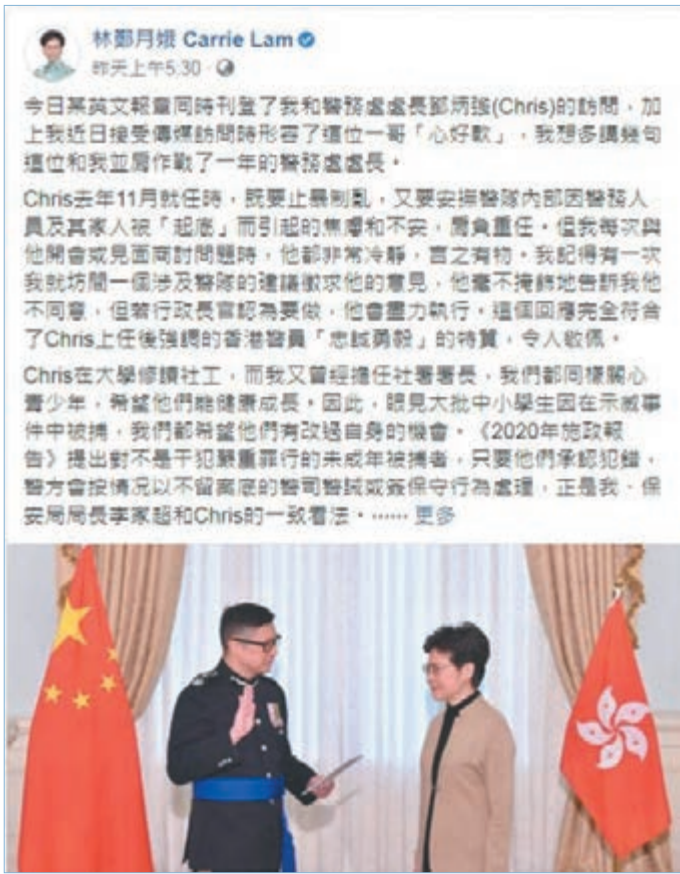 林鄭月娥 Carrie Lam
昨天上午5:30
今日某英文報章同時刊登了我和警務處處長鄧炳強(Chris)的訪問，加
上我近日接受傳媒訪問時形容了這位一哥「心好軟」，我想多講幾句
這位和我並肩作戰了一年的警務處處長。
Chris去年11月就任時，既要止暴制亂，又要安撫警隊內部因警務人
員及其家人被「起底」而引起的焦慮和不安，肩負重任。但我每次與
他開會或見面商討問題時，他都非常冷靜，言之有物。我記得有一次
我就坊間一個涉及警隊的建議徵求他的意見，他毫不掩飾地告訴我他
不同意，但若行政長官認為要做，他會盡力執行。這個回應完全符合
了Chris上任後強調的香港警員「忠誠勇毅」的特質，令人敬佩。
Chris在大學修讀社工，而我又曾經擔任社署署長，我們都同樣關心
青少年，希望他們能健康成長。因此，眼見大批中小學生因在示威事
件中被捕，我們都希望他們有改過自身的機會。《2020年施政報
告》提出對不是干犯嚴重罪行的未成年被捕者，只要他們承認犯錯，
警方會按情況以不留案底的警司警誡或簽保守行為處理，正是我、保
安局局長李家超和Chris的一致看法。…… 更多